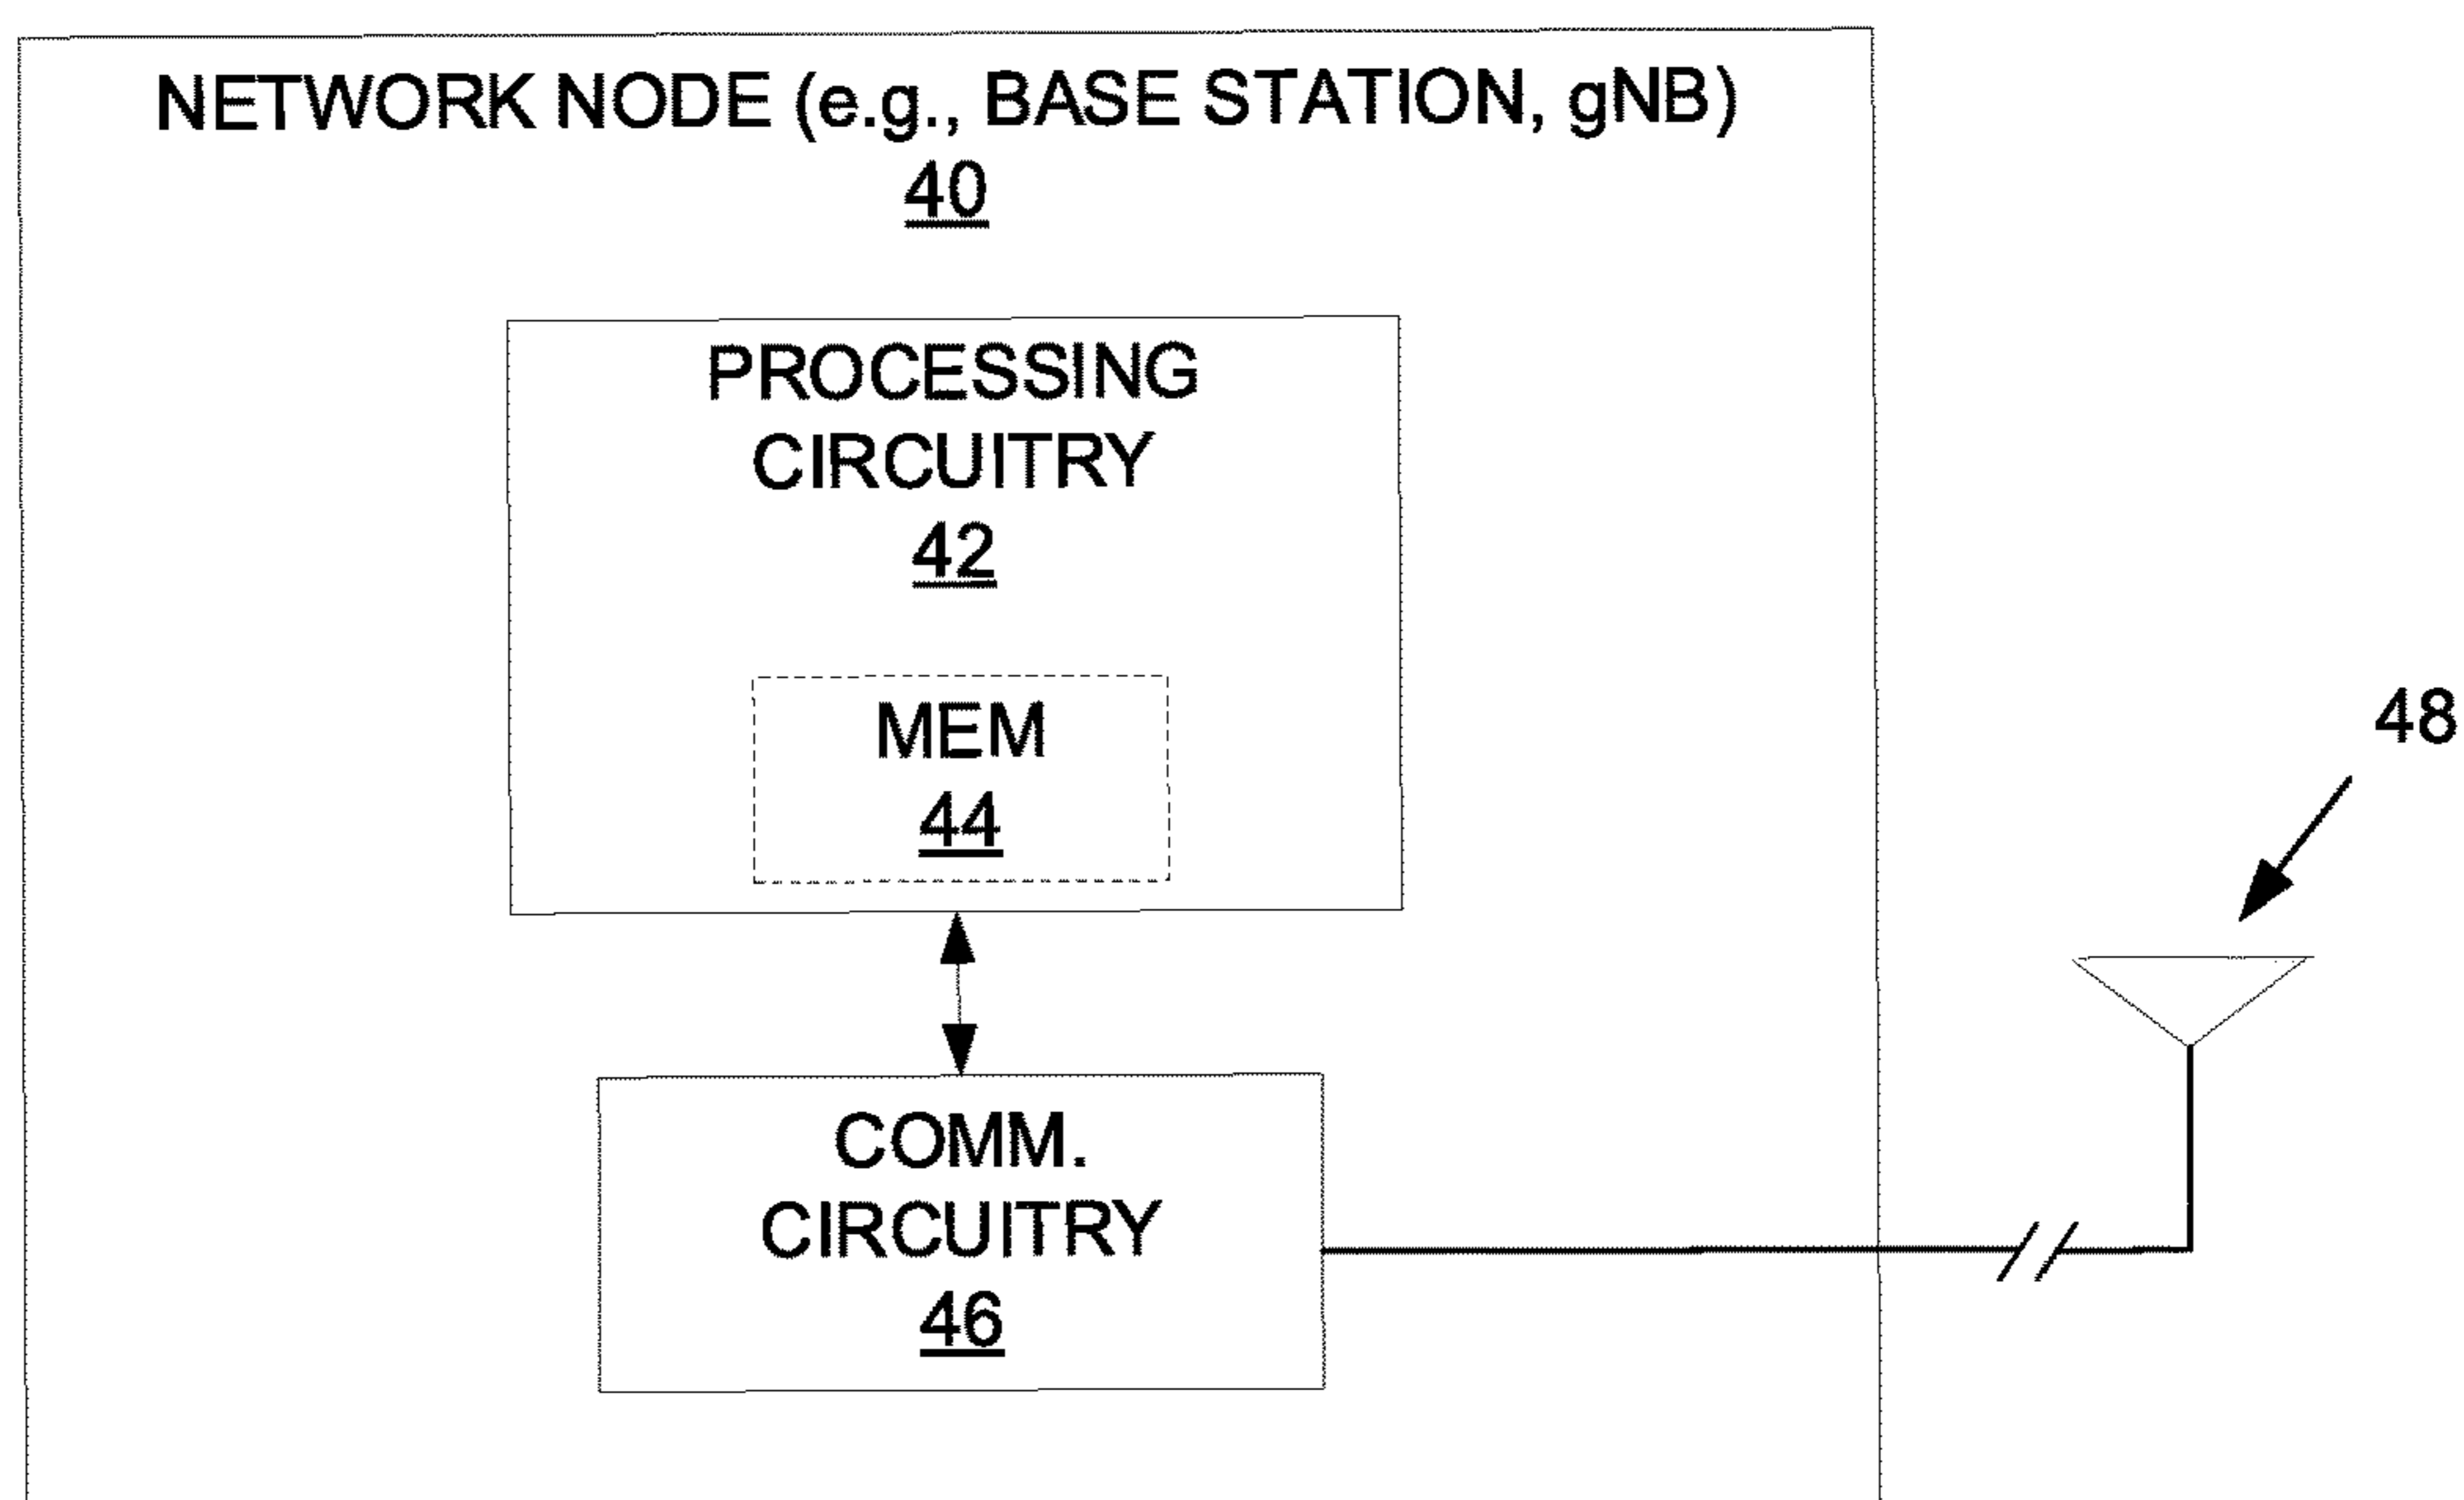 NETWORK NODE (e.g., BASE STATION, gNB)
40
PROCESSING
CIRCUITRY
42
MEM
44
48
COMM.
CIRCUITRY
46